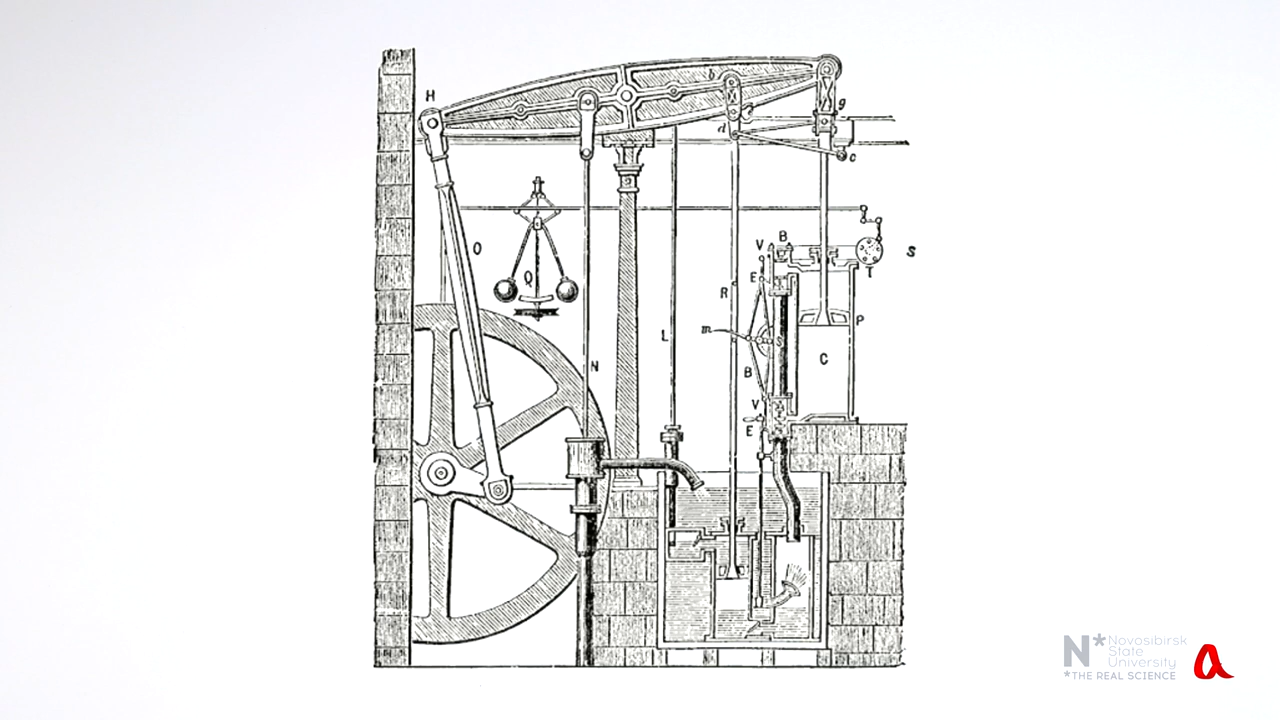 H
b
g
d
c
O
Q
V
B
S
T
E
R
P
m
S
L
C
N
B
V
E
N*
Novosibirsk
State
University
*THE REAL SCIENCE
a